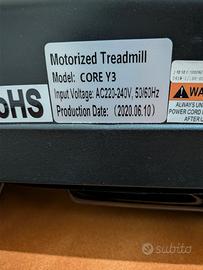 Motorized Treadmill
Model: CORE Y3
Input Voltage: AC220-240V, 50/60Hz
Production Date: (2020.06.10)
oHS
WA
ALWAYS UN
POWER CORD
AFTER U
subito